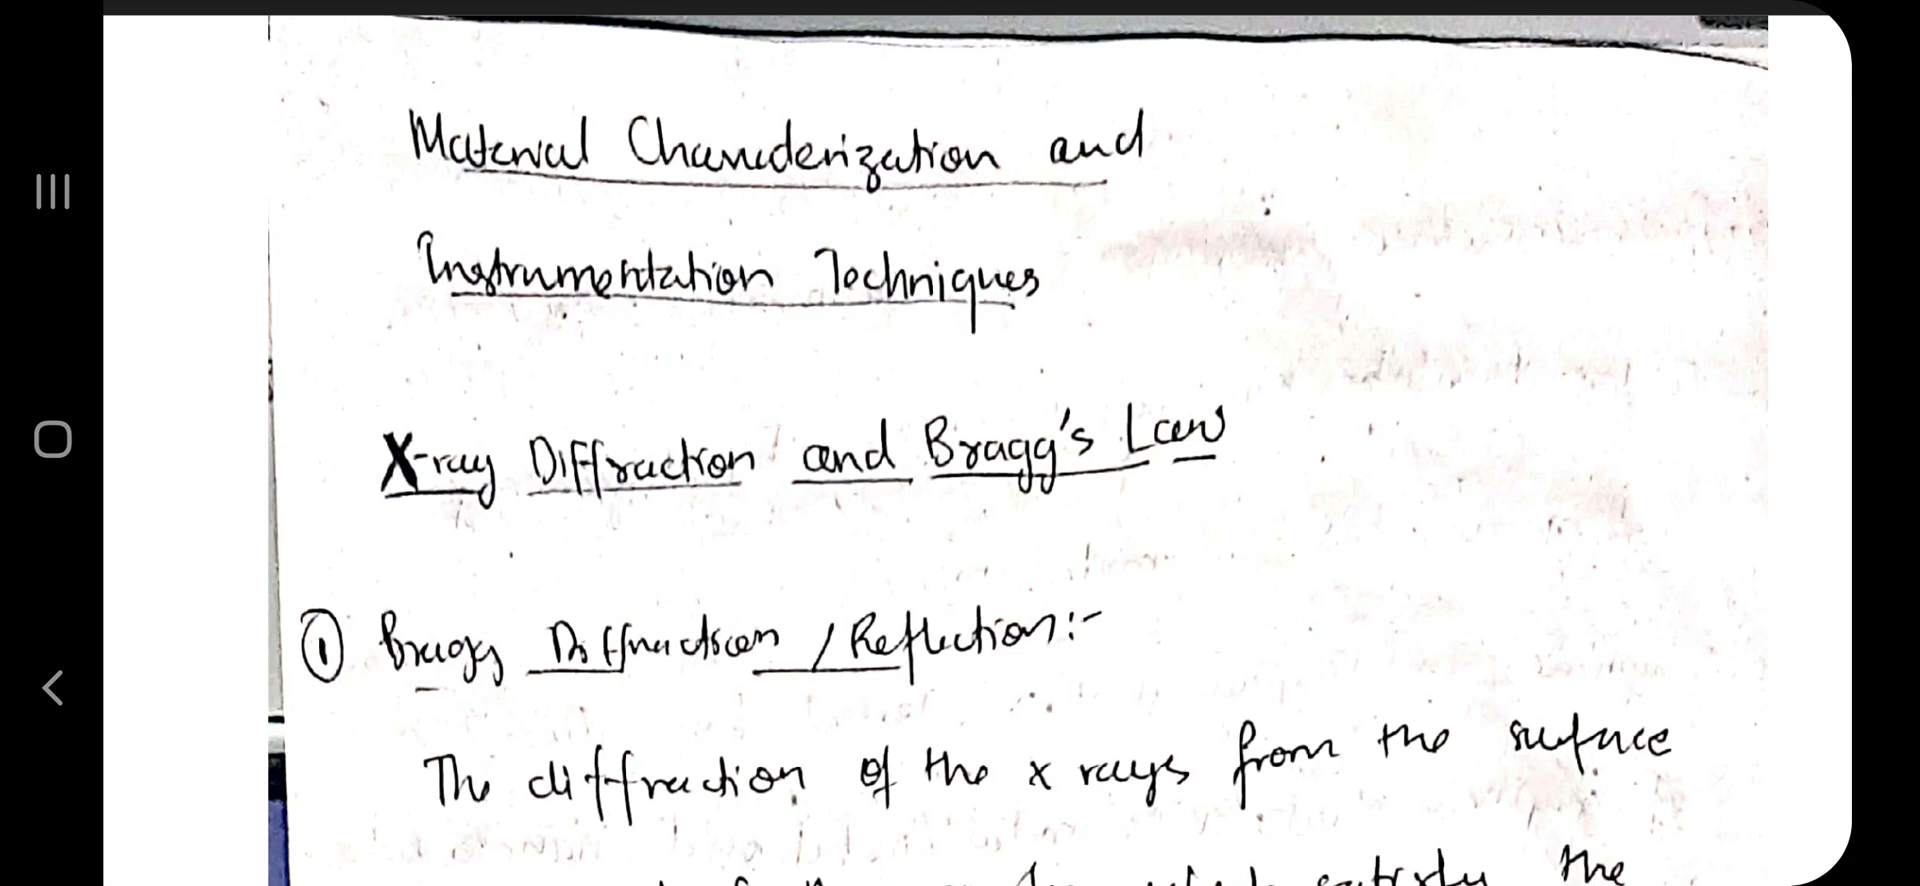 Material Characterization and
Instrumentation Techniques
X-ray Diffraction and Bragg's Law
① Bragg Diffraction / Reflection:-
The diffraction of the x rays from the surface
satisfy the